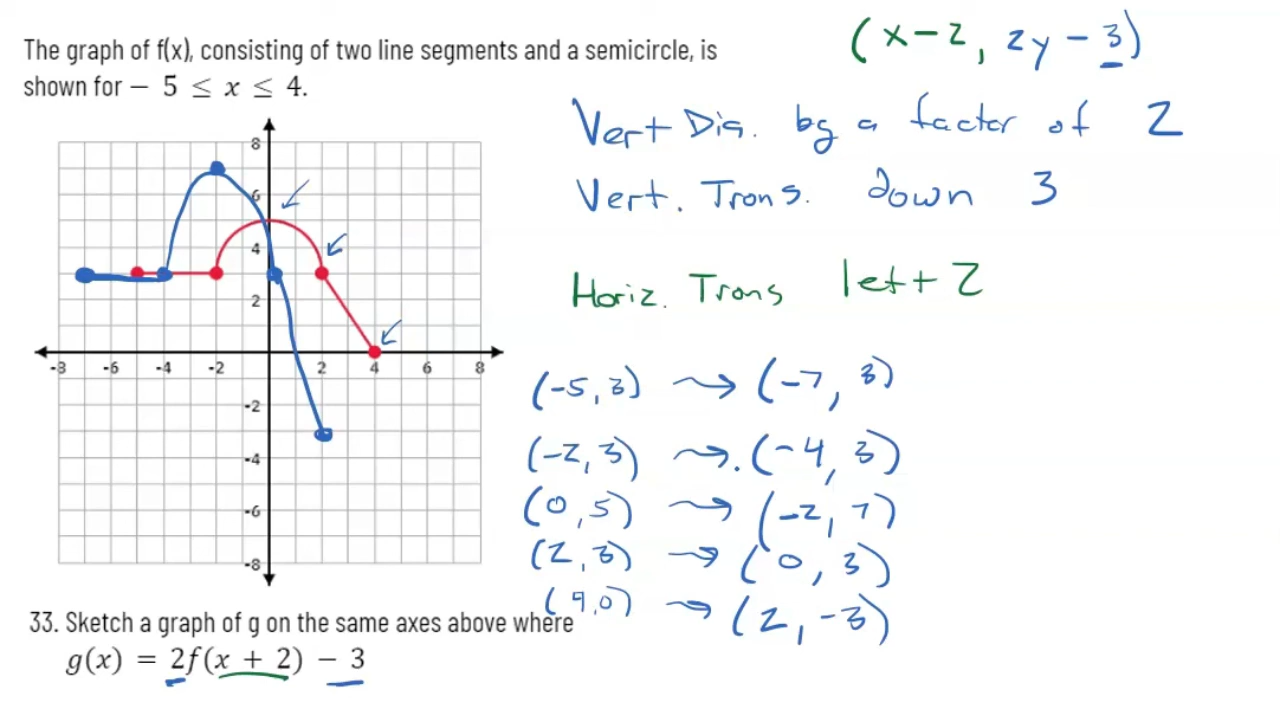 The graph of f(x), consisting of two line segments and a semicircle, is
shown for − 5 ≤ x ≤ 4.
8
6
4
2
-8 -6 -4 -2 2 4 6 8
-2
-4
-6
-8
33. Sketch a graph of g on the same axes above where
g(x) = 2f(x + 2) − 3
(x-2, 2y-3)
Vert Dia. by a factor of 2
Vert. Trans. down 3
Horiz. Trans left 2
(-5,3) → (-7, 3)
(-2,3) →. (-4, 3)
(0,5) → (-2, 7)
(2,3) → (0, 3)
(4,0) → (2, -3)